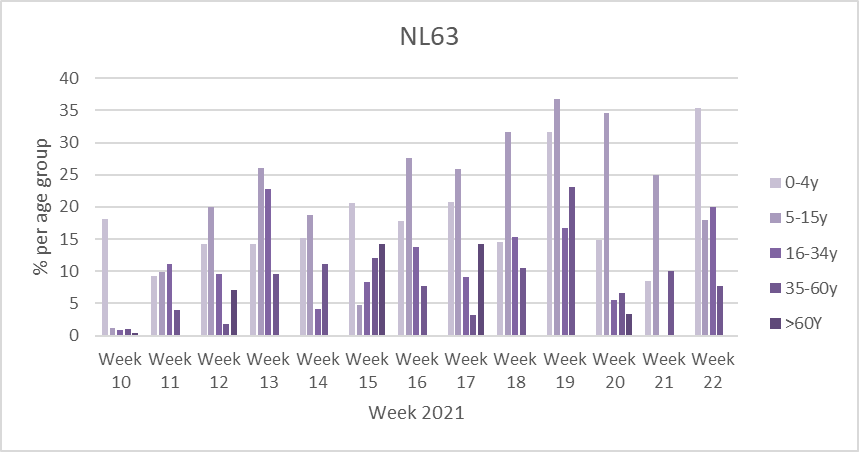 NL63
% per age group
40
35
30
25
20
15
10
5
0
Week 10
Week 11
Week 12
Week 13
Week 14
Week 15
Week 16
Week 17
Week 18
Week 19
Week 20
Week 21
Week 22
Week 2021
0-4y
5-15y
16-34y
35-60y
>60Y